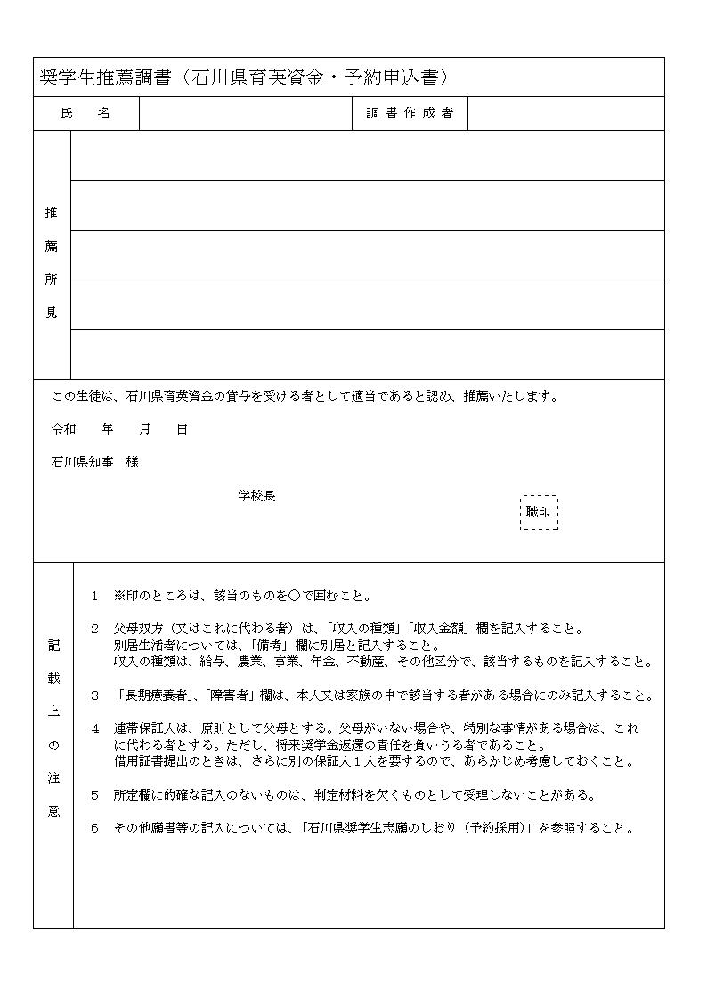 奨学生推薦調書（石川県育英資金・予約申込書）
氏　　名
調 書 作 成 者
推
薦
所
見
この生徒は、石川県育英資金の貸与を受ける者として適当であると認め、推薦いたします。
令和　　年　　月　　日
石川県知事　様
学校長
職印
記
載
上
の
注
意
１　※印のところは、該当のものを○で囲むこと。
２　父母双方（又はこれに代わる者）は、「収入の種類」「収入金額」欄を記入すること。
別居生活者については、「備考」欄に別居と記入すること。
収入の種類は、給与、農業、事業、年金、不動産、その他区分で、該当するものを記入すること。
３　「長期療養者」、「障害者」欄は、本人又は家族の中で該当する者がある場合にのみ記入すること。
４　連帯保証人は、原則として父母とする。父母がいない場合や、特別な事情がある場合は、これ
に代わる者とする。ただし、将来奨学金返還の責任を負いうる者であること。
借用証書提出のときは、さらに別の保証人１人を要するので、あらかじめ考慮しておくこと。
５　所定欄に的確な記入のないものは、判定材料を欠くものとして受理しないことがある。
６　その他願書等の記入については、「石川県奨学生志願のしおり（予約採用）」を参照すること。